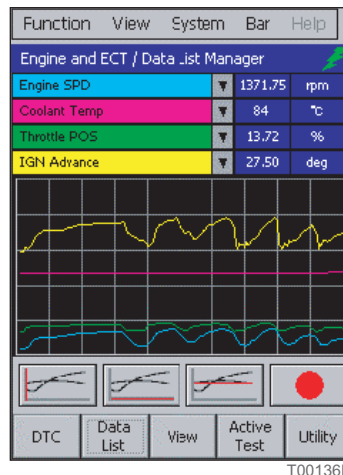 Function View System Bar Help
Engine and ECT / Data List Manager
Engine SPD 1371.75 rpm
Coolant Temp 84 °C
Throttle POS 13.72 %
IGN Advance 27.50 deg
DTC Data List View Active Test Utility
T00136